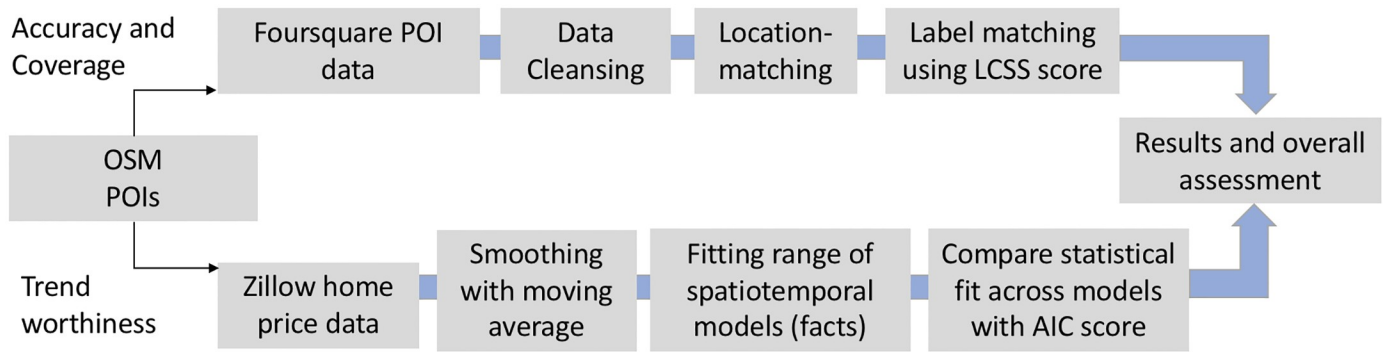 Accuracy and
Coverage
Foursquare POI
data
Data
Cleansing
Location-
matching
Label matching
using LCSS score
OSM
POIs
Results and overall
assessment
Trend
worthiness
Zillow home
price data
Smoothing
with moving
average
Fitting range of
spatiotemporal
models (facts)
Compare statistical
fit across models
with AIC score